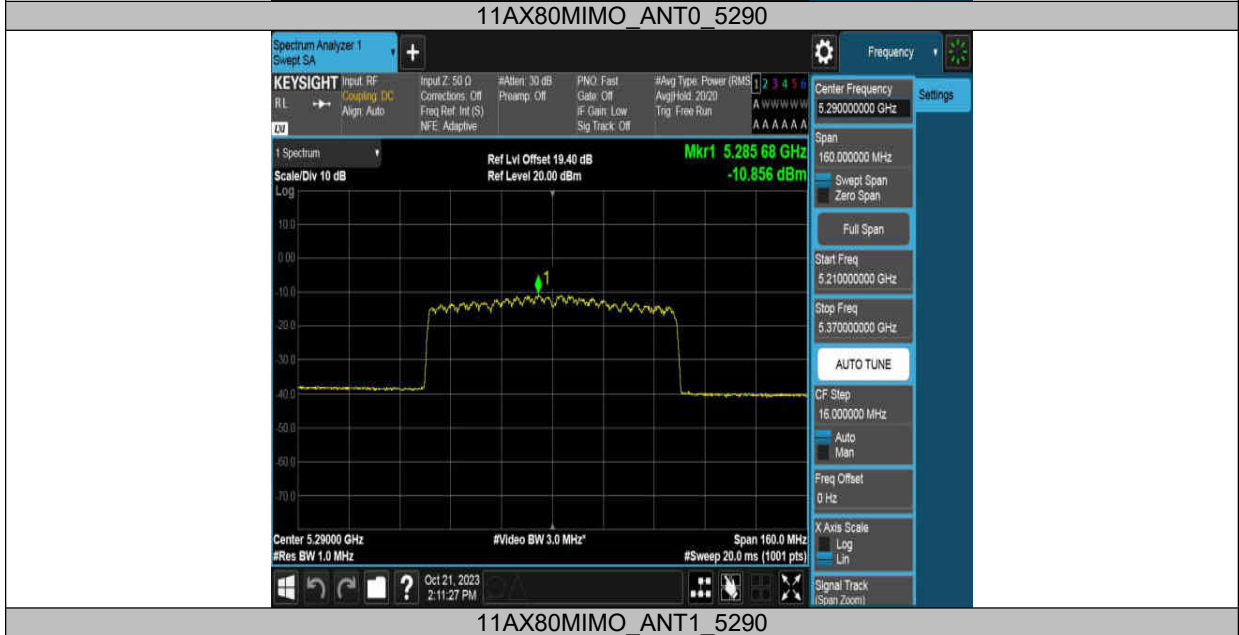 11AX80MIMO_ANT0_5290
Spectrum Analyzer 1
Swept SA
Frequency
KEYSIGHT
RL
Input: RF
Coupling: DC
Align: Auto
Input Z: 50 Ω
Corrections: Off
Freq Ref: Int (S)
NFE: Adaptive
#Atten: 30 dB
Preamp: Off
PNO: Fast
Gate: Off
IF Gain: Low
Sig Track: Off
#Avg Type: Power (RMS
Avg|Hold: 20/20
Trig: Free Run
1 2 3 4 5 6
A W W W W W
A A A A A A
Center Frequency
5.290000000 GHz
Settings
Span
160.000000 MHz
Swept Span
Zero Span
Full Span
Start Freq
5.210000000 GHz
Stop Freq
5.370000000 GHz
AUTO TUNE
CF Step
16.000000 MHz
Auto
Man
Freq Offset
0 Hz
X Axis Scale
Log
Lin
Signal Track
(Span Zoom)
1 Spectrum
Scale/Div 10 dB
Ref Lvl Offset 19.40 dB
Ref Level 20.00 dBm
Mkr1 5.285 68 GHz
-10.856 dBm
Log
10.0
0.00
-10.0
-20.0
-30.0
-40.0
-50.0
-60.0
-70.0
1
Center 5.29000 GHz
#Res BW 1.0 MHz
#Video BW 3.0 MHz*
Span 160.0 MHz
#Sweep 20.0 ms (1001 pts)
?
Oct 21, 2023
2:11:27 PM
11AX80MIMO_ANT1_5290